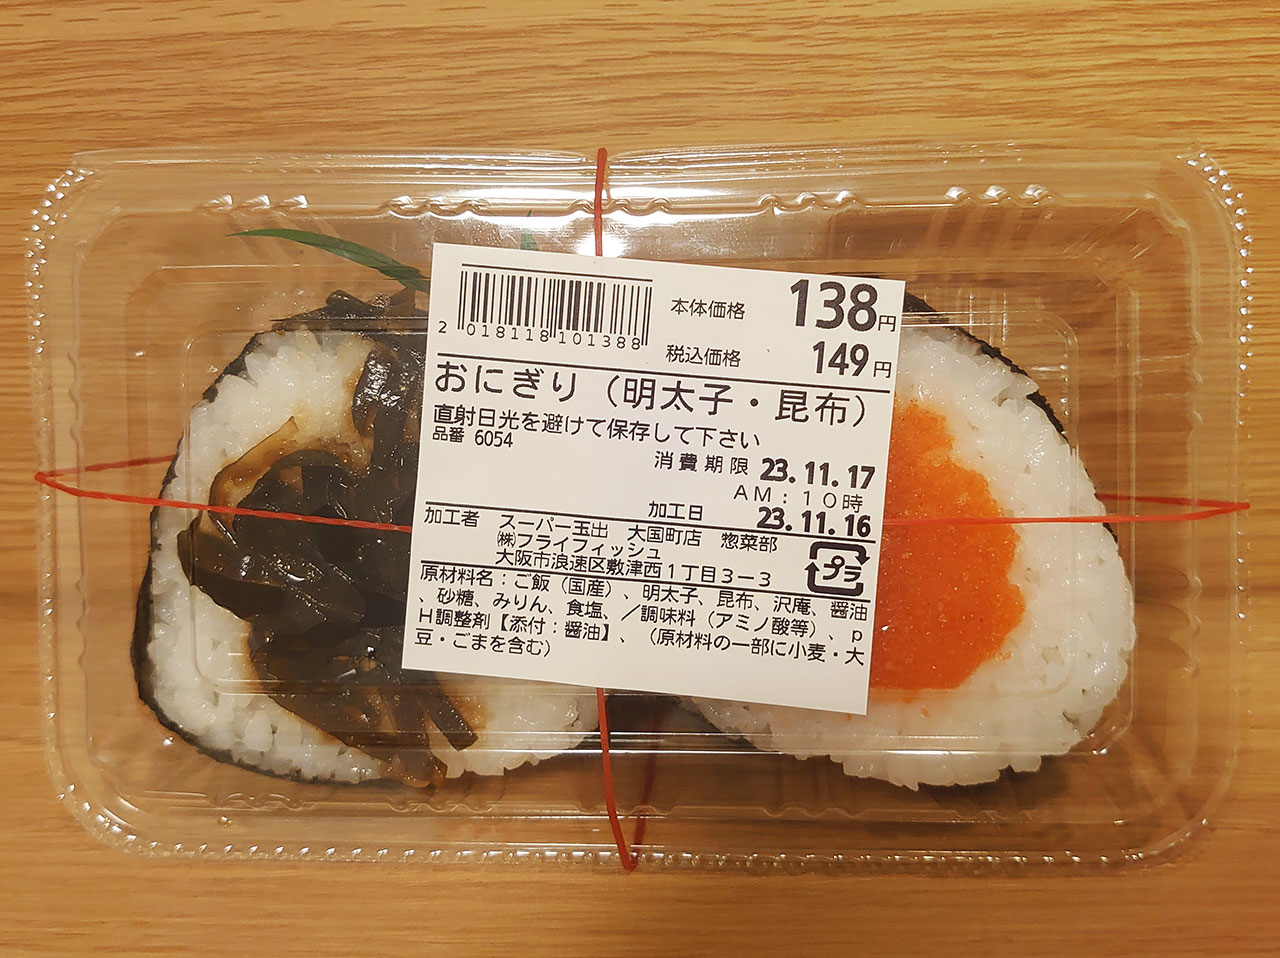 本体価格 138円
2 018118 101388
税込価格 149円
おにぎり（明太子・昆布）
直射日光を避けて保存して下さい
品番 6054
消費期限 23.11.17
AM：10時
加工日 23.11.16
加工者 スーパー玉出 大国町店 惣菜部
㈱フライフィッシュ
大阪市浪速区敷津西1丁目3－3
プラ
原材料名：ご飯（国産）、明太子、昆布、沢庵、醤油
、砂糖、みりん、食塩、／調味料（アミノ酸等）、p
H調整剤【添付：醤油】、（原材料の一部に小麦・大
豆・ごまを含む）